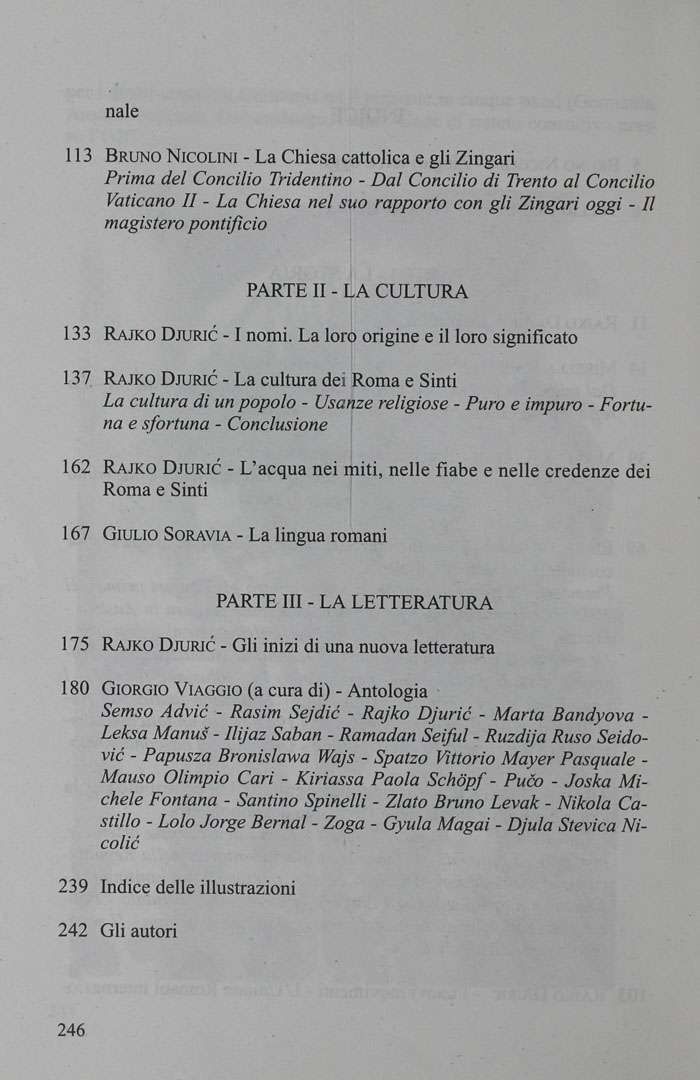 nale
113 BRUNO NICOLINI - La Chiesa cattolica e gli Zingari
Prima del Concilio Tridentino - Dal Concilio di Trento al Concilio
Vaticano II - La Chiesa nel suo rapporto con gli Zingari oggi - Il
magistero pontificio
PARTE II - LA CULTURA
133 RAJKO DJURIĆ - I nomi. La loro origine e il loro significato
137 RAJKO DJURIĆ - La cultura dei Roma e Sinti
La cultura di un popolo - Usanze religiose - Puro e impuro - Fortu-
na e sfortuna - Conclusione
162 RAJKO DJURIĆ - L'acqua nei miti, nelle fiabe e nelle credenze dei
Roma e Sinti
167 GIULIO SORAVIA - La lingua romani
PARTE III - LA LETTERATURA
175 RAJKO DJURIĆ - Gli inizi di una nuova letteratura
180 GIORGIO VIAGGIO (a cura di) - Antologia
Semso Advić - Rasim Sejdić - Rajko Djurić - Marta Bandyova -
Leksa Manuš - Ilijaz Saban - Ramadan Seiful - Ruzdija Ruso Seido-
vić - Papusza Bronislawa Wajs - Spatzo Vittorio Mayer Pasquale -
Mauso Olimpio Cari - Kiriassa Paola Schöpf - Pučo - Joska Mi-
chele Fontana - Santino Spinelli - Zlato Bruno Levak - Nikola Ca-
stillo - Lolo Jorge Bernal - Zoga - Gyula Magai - Djula Stevica Ni-
colić
239 Indice delle illustrazioni
242 Gli autori
246